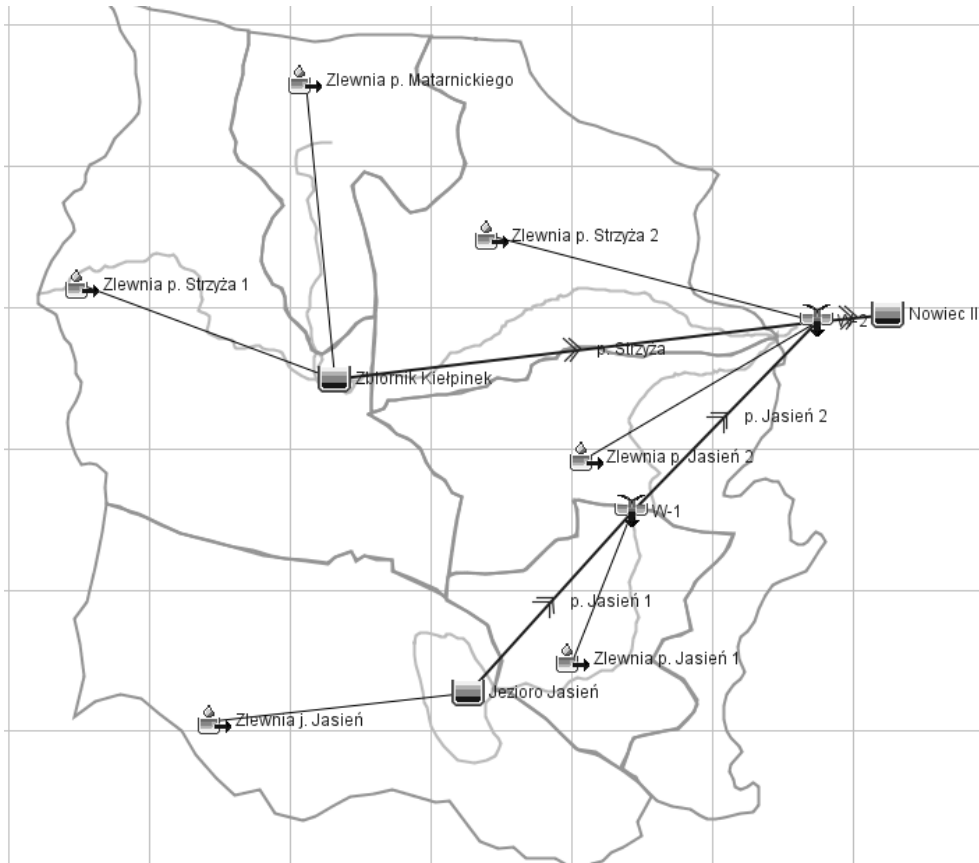 Zlewnia p. Matarnickiego
Zlewnia p. Strzyża 2
Zlewnia p. Strzyża 1
Nowiec II
W-2
p. Strzyża
Zbiornik Kiełpinek
p. Jasień 2
Zlewnia p. Jasień 2
W-1
p. Jasień 1
Zlewnia p. Jasień 1
Jezioro Jasień
Zlewnia j. Jasień